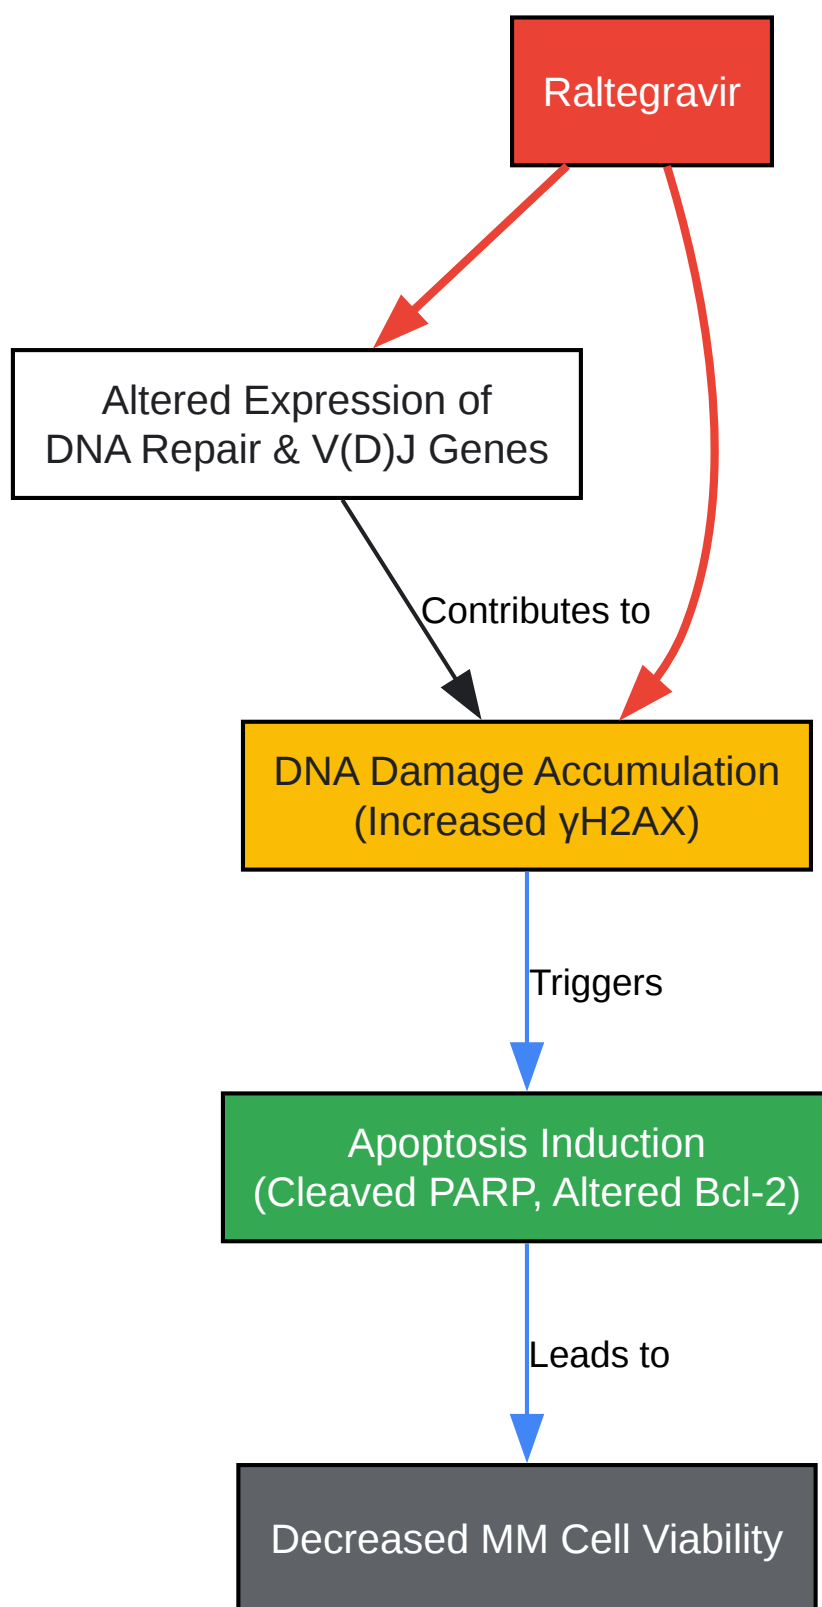 Raltegravir
Altered Expression of
DNA Repair & V(D)J Genes
Contributes to
DNA Damage Accumulation
(Increased γH2AX)
Triggers
Apoptosis Induction
(Cleaved PARP, Altered Bcl-2)
Leads to
Decreased MM Cell Viability